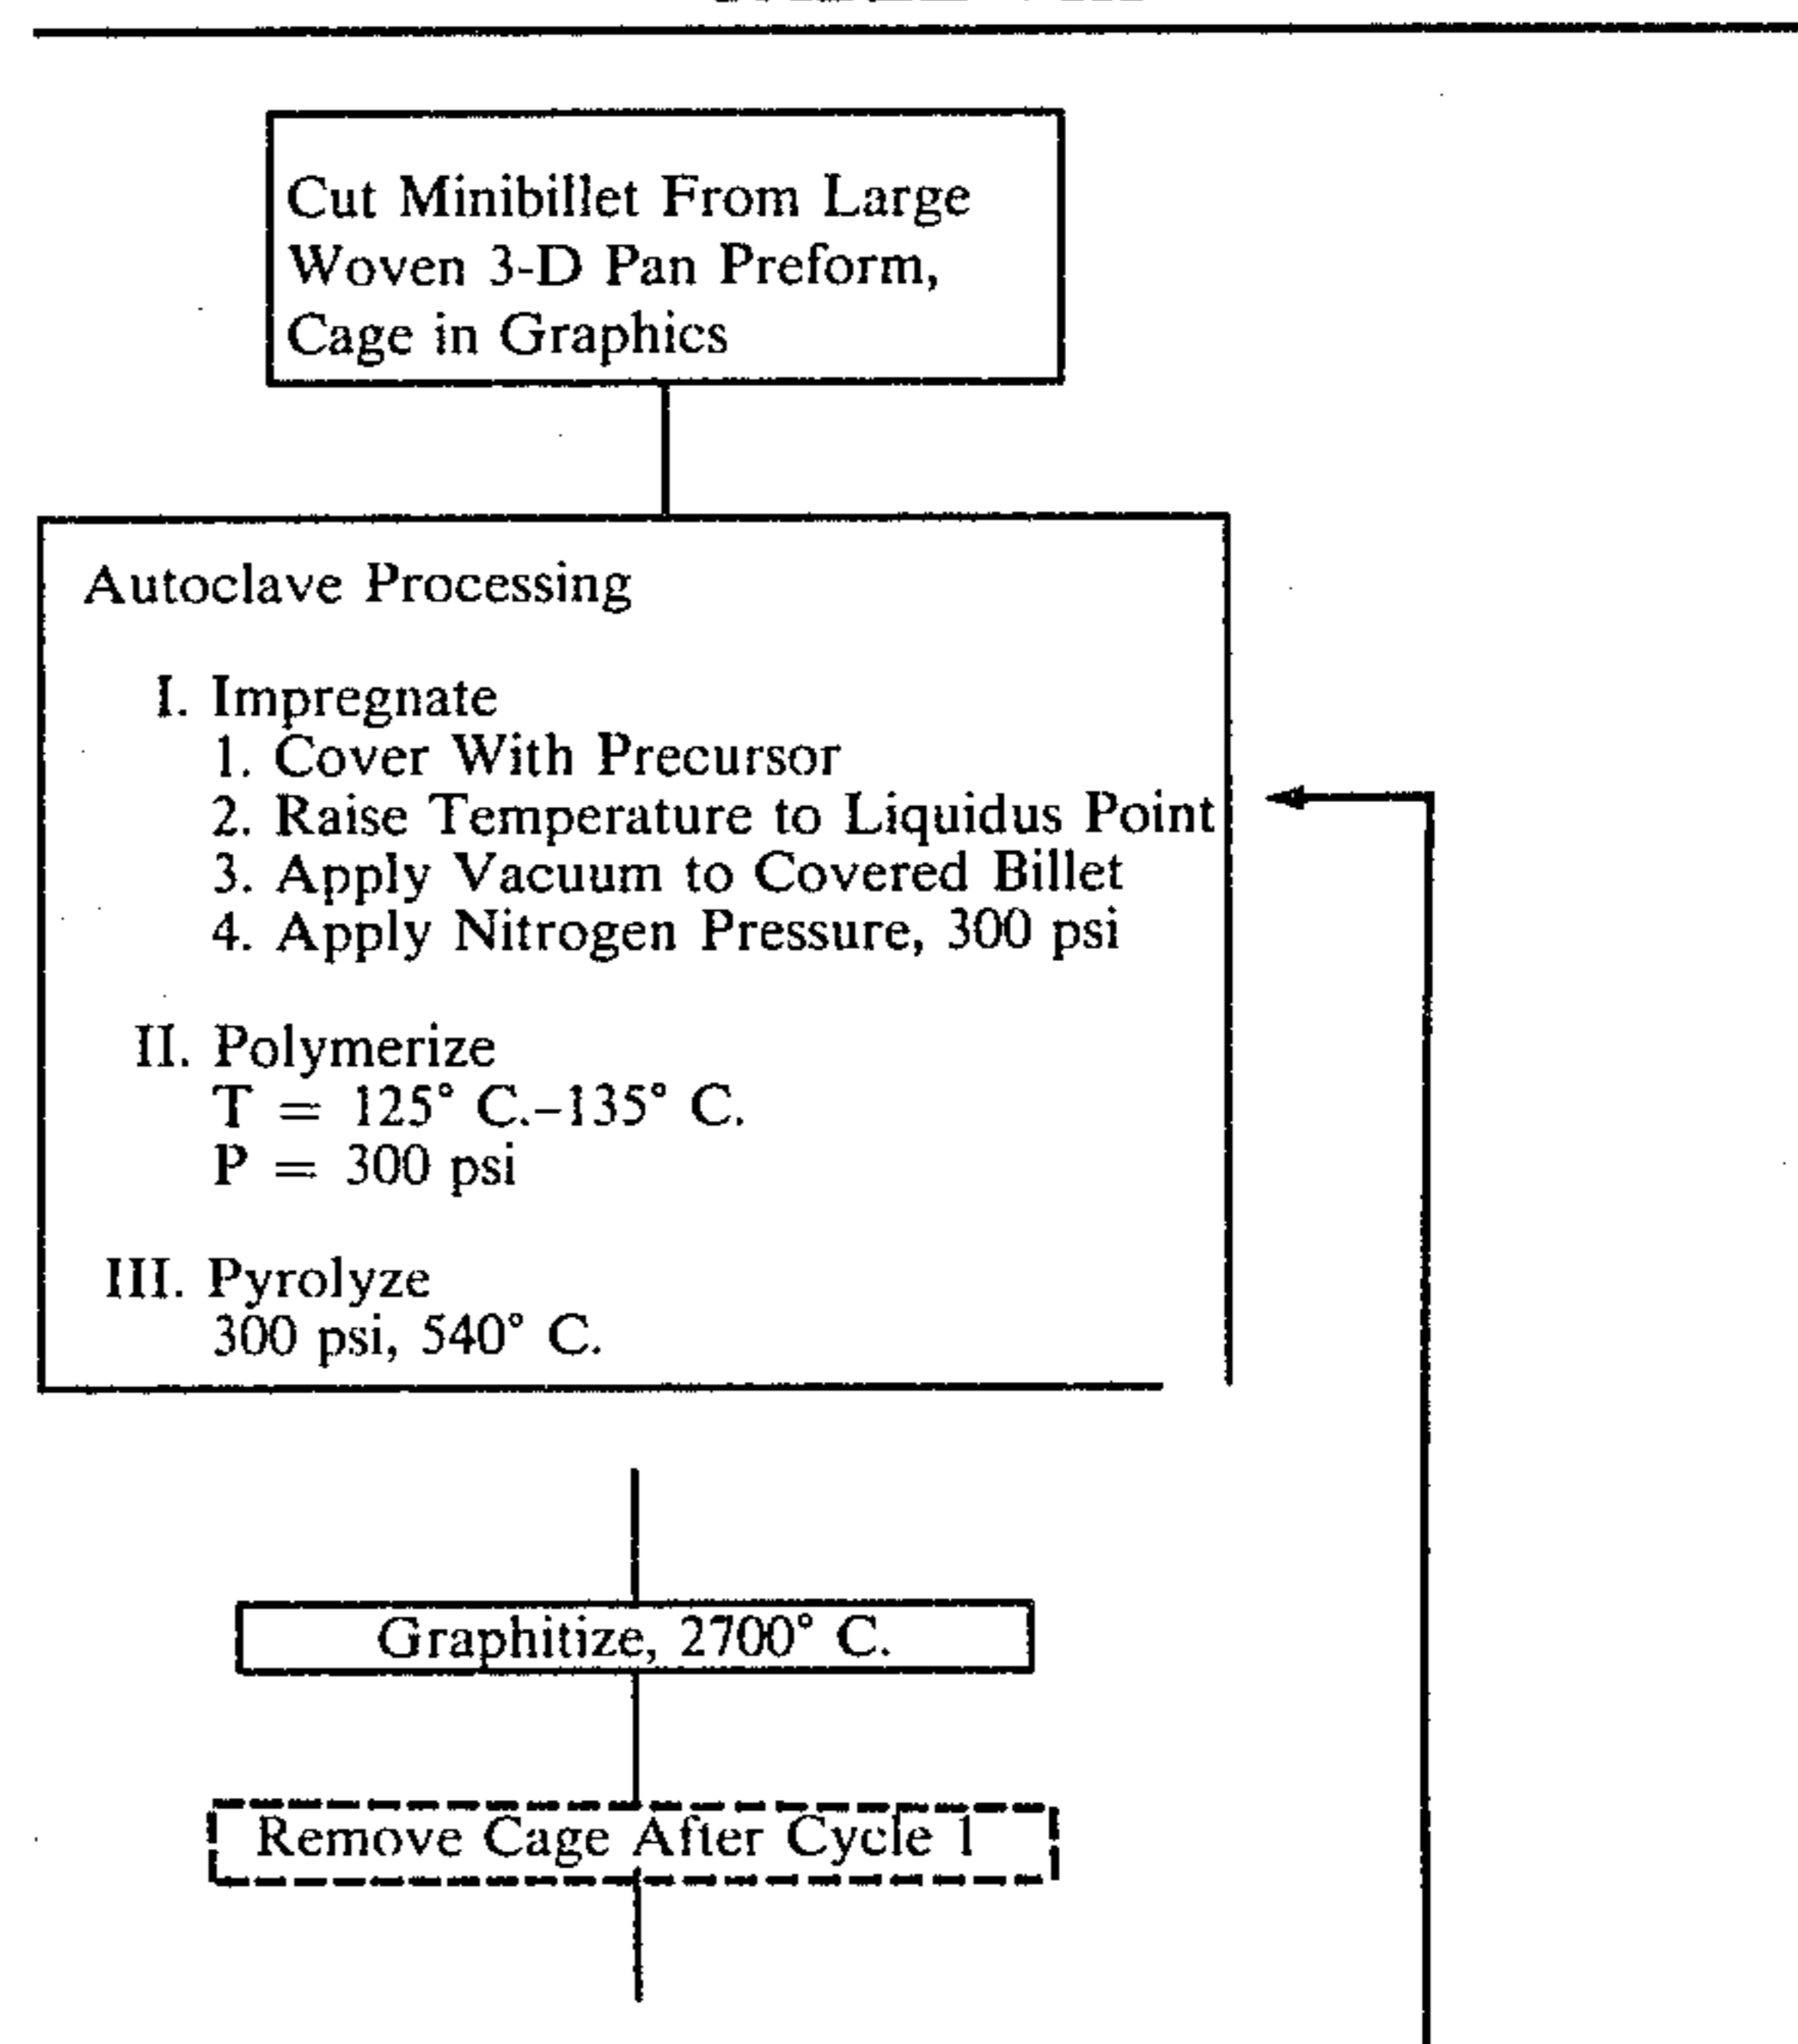 Cut Minibillet From Large
Woven 3-D Pan Preform,
Cage in Graphics
Autoclave Processing
I. Impregnate
1. Cover With Precursor
2. Raise Temperature to Liquidus Point
3. Apply Vacuum to Covered Billet
4. Apply Nitrogen Pressure, 300 psi
II. Polymerize
T = 125° C.–135° C.
P = 300 psi
III. Pyrolyze
300 psi, 540° C.
Graphitize, 2700° C.
Remove Cage After Cycle 1